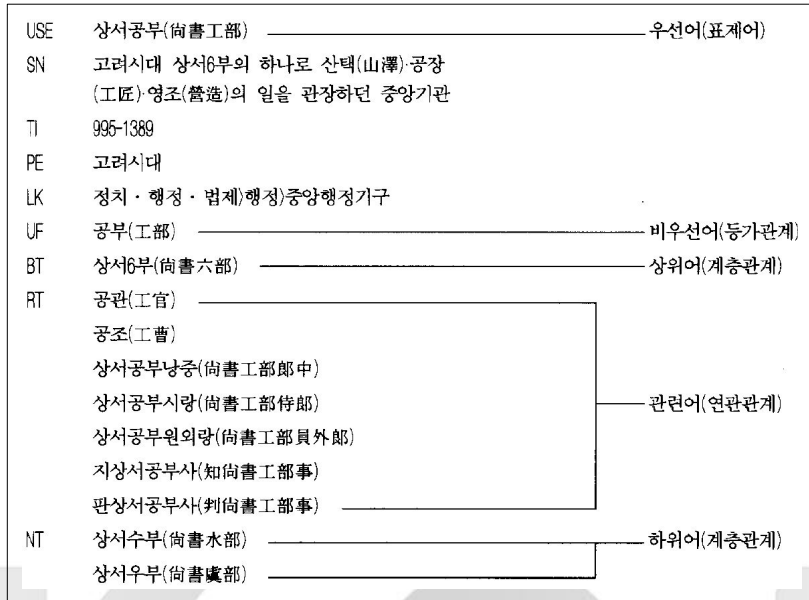 USE 상서공부(尙書工部) 우선어(표제어)
SN 고려시대 상서6부의 하나로 산택(山澤)·공장
(工匠)·영조(營造)의 일을 관장하던 중앙기관
TI 995-1389
PE 고려시대
LK 정치·행정·법제〉행정〉중앙행정기구
UF 공부(工部) 비우선어(등가관계)
BT 상서6부(尙書六部) 상위어(계층관계)
RT 공관(工官)
공조(工曹)
상서공부낭중(尙書工部郎中)
상서공부시랑(尙書工部侍郎) 관련어(연관관계)
상서공부원외랑(尙書工部員外郎)
지상서공부사(知尙書工部事)
판상서공부사(判尙書工部事)
NT 상서수부(尙書水部) 하위어(계층관계)
상서우부(尙書虞部)